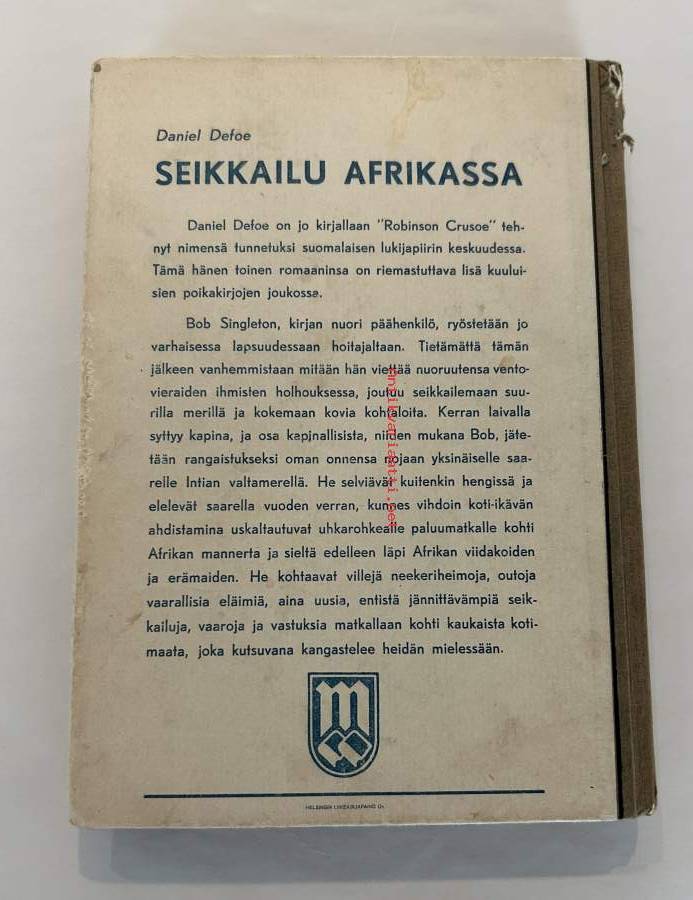 Daniel Defoe
SEIKKAILU AFRIKASSA
Daniel Defoe on jo kirjallaan "Robinson Crusoe" teh-
nyt nimensä tunnetuksi suomalaisen lukijapiirin keskuudessa.
Tämä hänen toinen romaaninsa on riemastuttava lisä kuului-
sien poikakirjojen joukossa.
Bob Singleton, kirjan nuori päähenkilö, ryöstetään jo
varhaisessa lapsuudessaan hoitajaltaan. Tietämättä tämän
jälkeen vanhemmistaan mitään hän viettää nuoruutensa vento-
vieraiden ihmisten holhouksessa, joutuu seikkailemaan suu-
rilla merillä ja kokemaan kovia kohtaloita. Kerran laivalla
syttyy kapina, ja osa kapinallisista, niiden mukana Bob, jäte-
tään rangaistukseksi oman onnensa nojaan yksinäiselle saa-
relle Intian valtamerellä. He selviävät kuitenkin hengissä ja
elelevät saarella vuoden verran, kunnes vihdoin koti-ikävän
ahdistamina uskaltautuvat uhkarohkealle paluumatkalle kohti
Afrikan mannerta ja sieltä edelleen läpi Afrikan viidakoiden
ja erämaiden. He kohtaavat villejä neekeriheimoja, outoja
vaarallisia eläimiä, aina uusia, entistä jännittävämpiä seik-
kailuja, vaaroja ja vastuksia matkallaan kohti kaukaista koti-
maata, joka kutsuvana kangastelee heidän mielessään.
HELSINGIN LIIKEKIRJAPAINO Oy.
Antikvariaatti.net